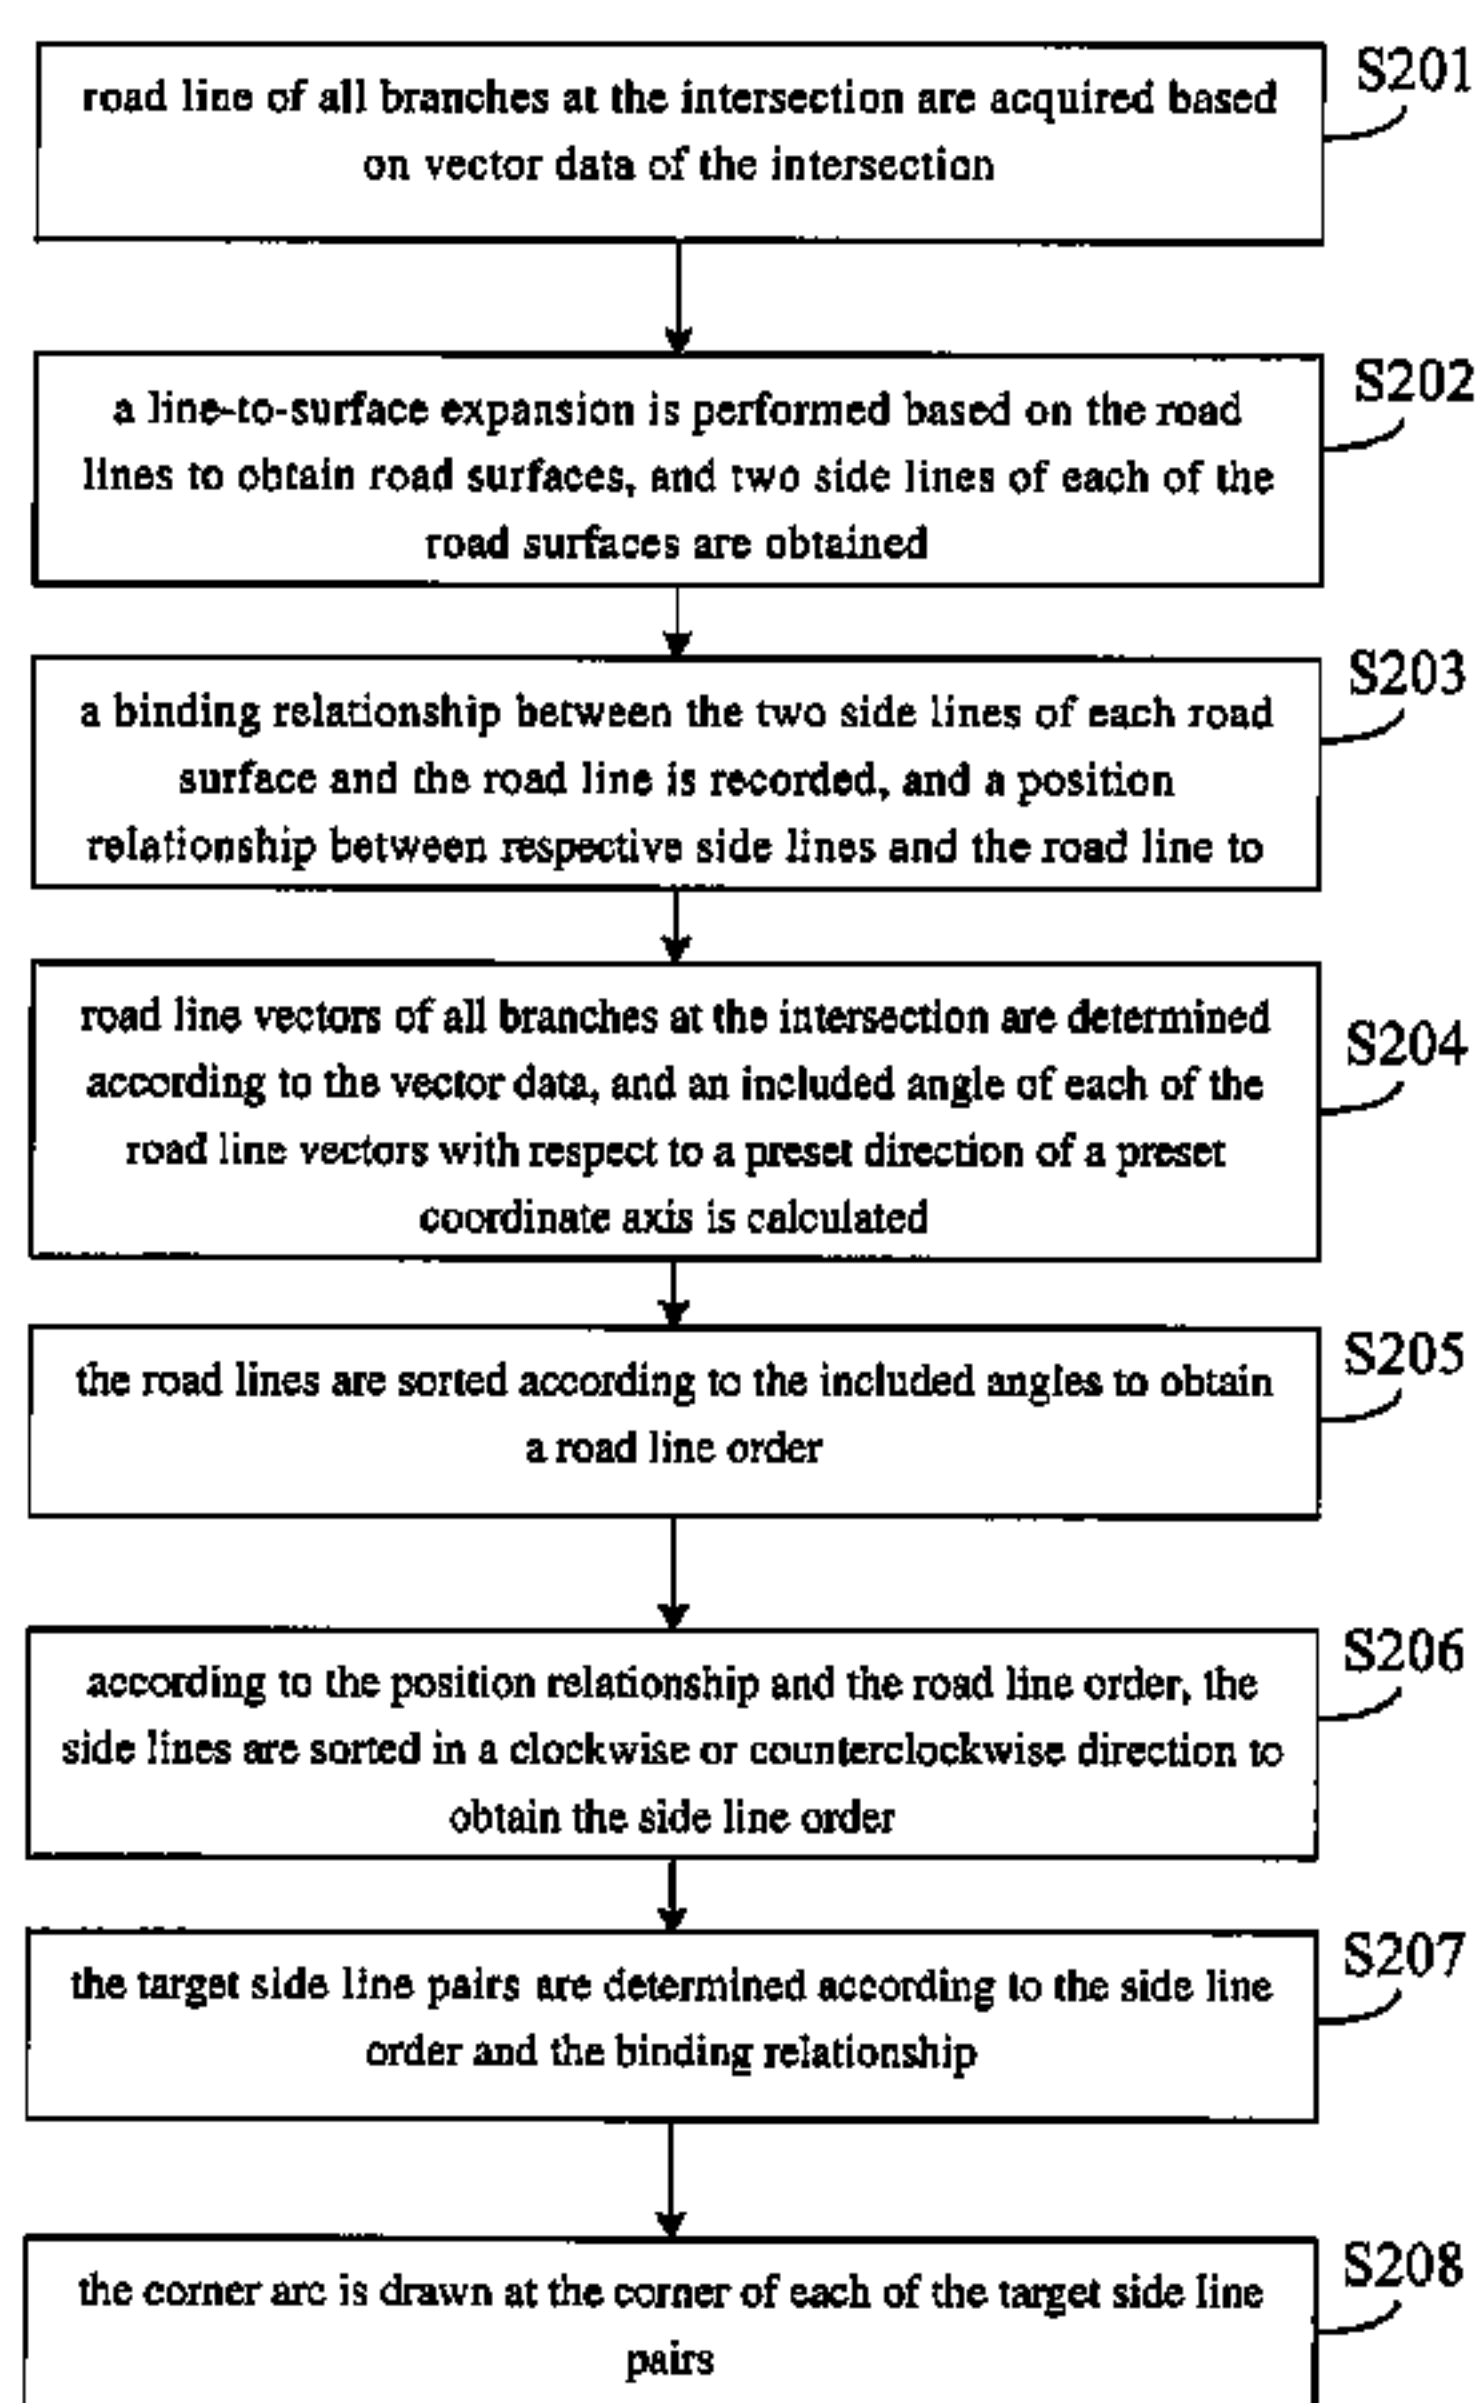 S201
road line of all branches at the intersection are acquired based
on vector data of the intersection
S202
a line-to-surface expansion is performed based on the road
lines to obtain road surfaces, and two side lines of each of the
road surfaces are obtained
S203
a binding relationship between the two side lines of each road
surface and the road line is recorded, and a position
relationship between respective side lines and the road line to
S204
road line vectors of all branches at the intersection are determined
according to the vector data, and an included angle of each of the
road line vectors with respect to a preset direction of a preset
coordinate axis is calculated
S205
the road lines are sorted according to the included angles to obtain
a road line order
S206
according to the position relationship and the road line order, the
side lines are sorted in a clockwise or counterclockwise direction to
obtain the side line order
S207
the target side line pairs are determined according to the side line
order and the binding relationship
S208
the corner arc is drawn at the corner of each of the target side line
pairs